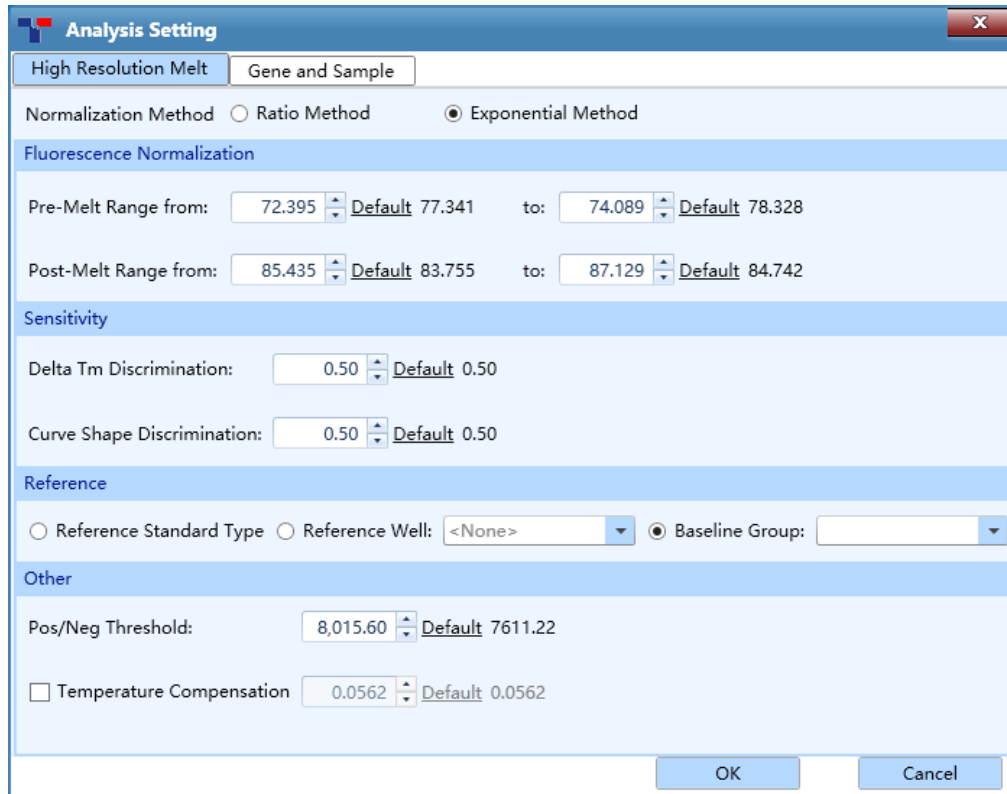 Analysis Setting
x
High Resolution Melt Gene and Sample
Normalization Method Ratio Method Exponential Method
Fluorescence Normalization
Pre-Melt Range from: 72.395 Default 77.341 to: 74.089 Default 78.328
Post-Melt Range from: 85.435 Default 83.755 to: 87.129 Default 84.742
Sensitivity
Delta Tm Discrimination: 0.50 Default 0.50
Curve Shape Discrimination: 0.50 Default 0.50
Reference
Reference Standard Type Reference Well: <None> Baseline Group:
Other
Pos/Neg Threshold: 8,015.60 Default 7611.22
Temperature Compensation 0.0562 Default 0.0562
OK Cancel